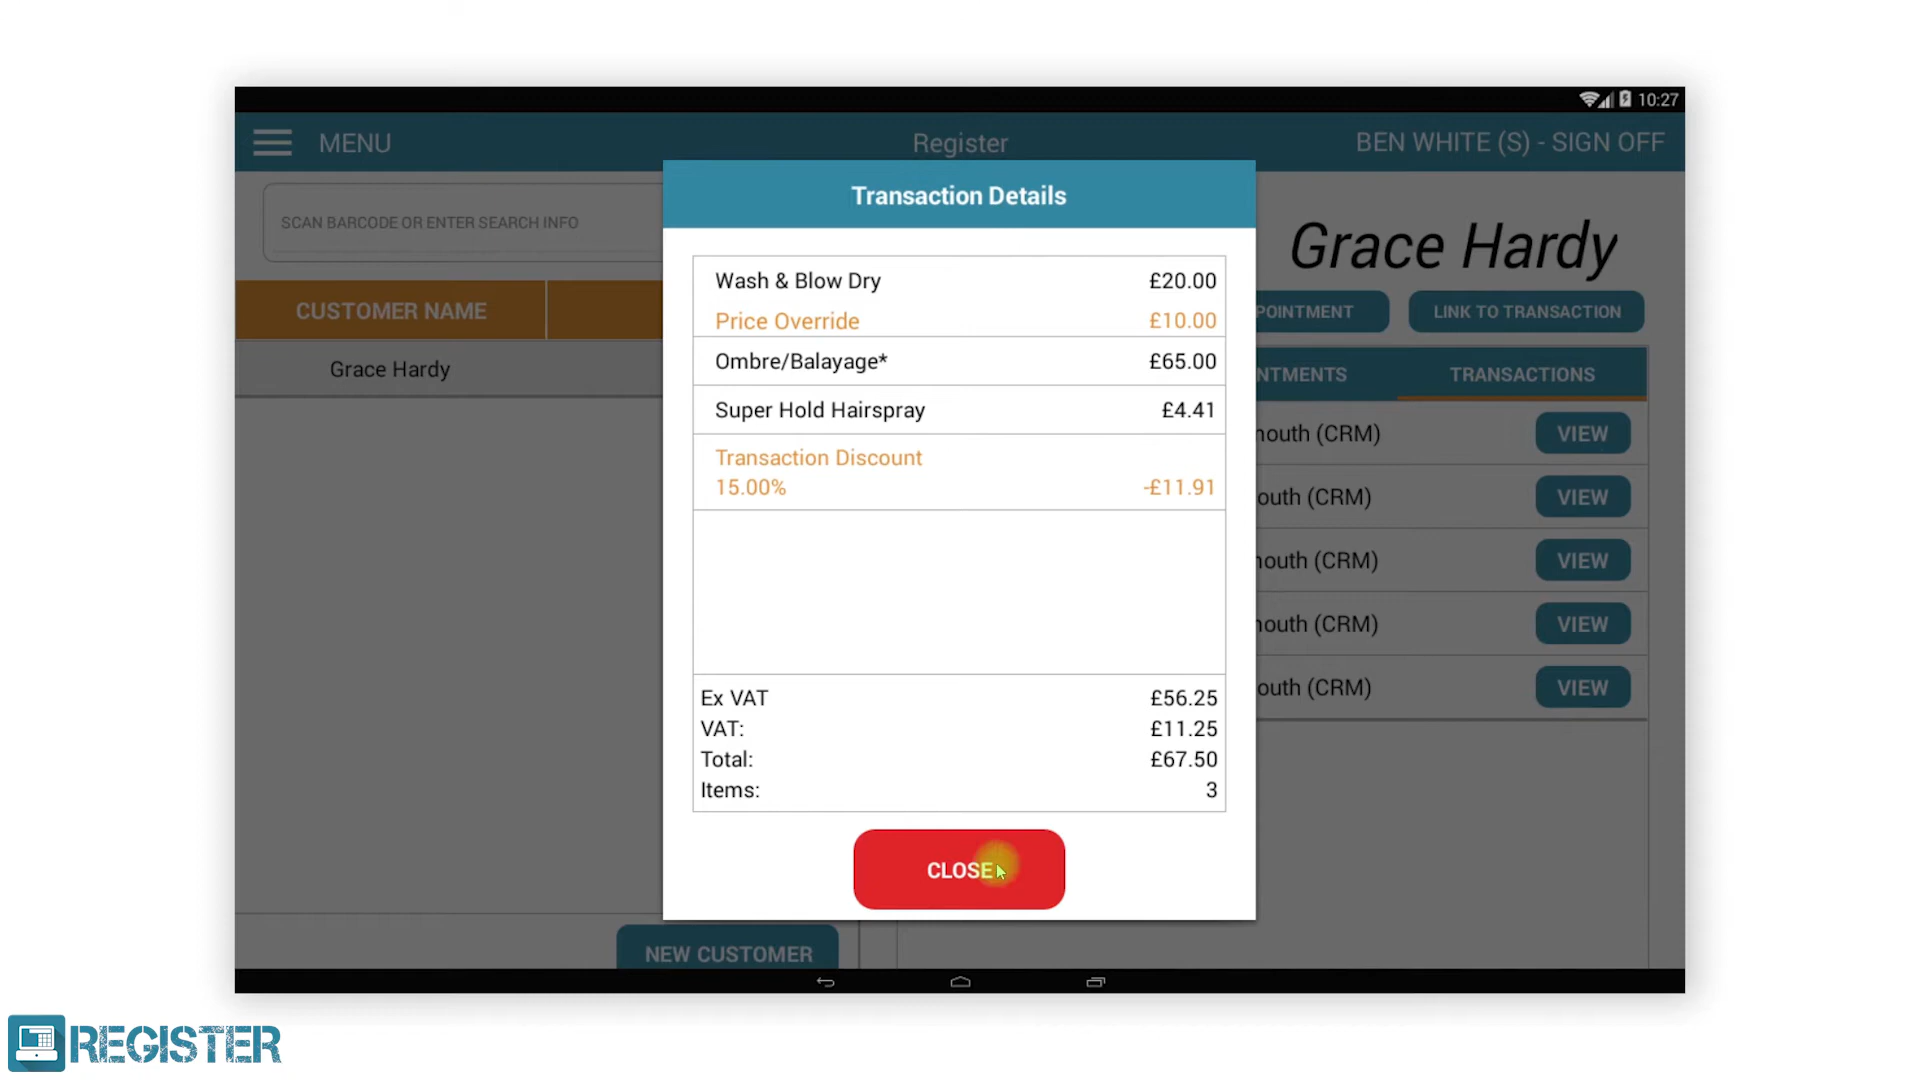 10:27
MENU
Register
BEN WHITE (S) - SIGN OFF
SCAN BARCODE OR ENTER SEARCH INFO
CUSTOMER NAME
Grace Hardy
Transaction Details
Wash & Blow Dry £20.00
Price Override £10.00
Ombre/Balayage* £65.00
Super Hold Hairspray £4.41
Transaction Discount
15.00% -£11.91
Ex VAT £56.25
VAT: £11.25
Total: £67.50
Items: 3
CLOSE
Grace Hardy
POINTMENT
LINK TO TRANSACTION
NTMENTS
TRANSACTIONS
outh (CRM) VIEW
outh (CRM) VIEW
outh (CRM) VIEW
outh (CRM) VIEW
outh (CRM) VIEW
NEW CUSTOMER
REGISTER